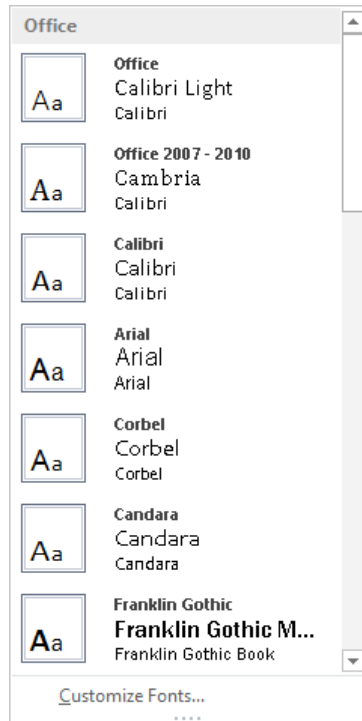 Office
Aa
Office
Calibri Light
Calibri
Aa
Office 2007 - 2010
Cambria
Calibri
Aa
Calibri
Calibri
Calibri
Aa
Arial
Arial
Arial
Aa
Corbel
Corbel
Corbel
Aa
Candara
Candara
Candara
Aa
Franklin Gothic
Franklin Gothic M...
Franklin Gothic Book
Customize Fonts...